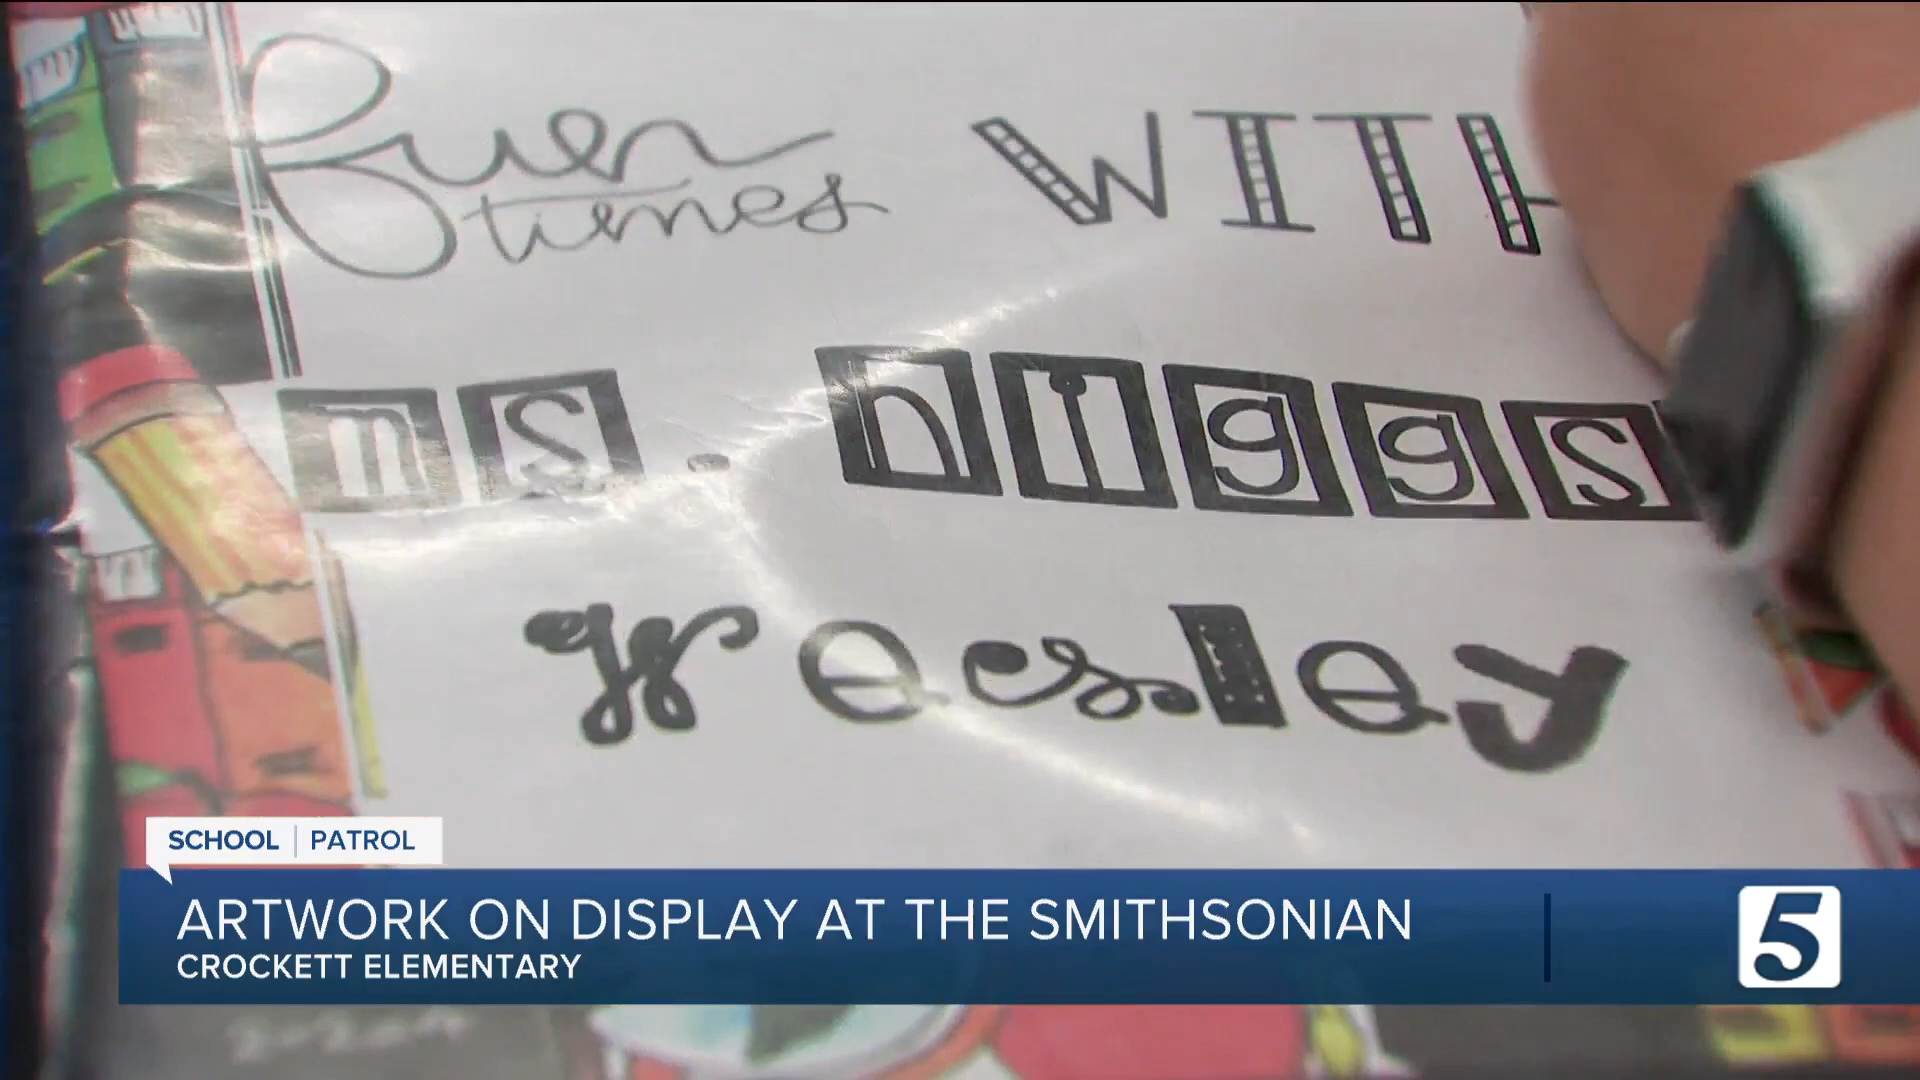 fun times WITH
ms. higgs
Wesley
SCHOOL | PATROL
ARTWORK ON DISPLAY AT THE SMITHSONIAN
CROCKETT ELEMENTARY
5